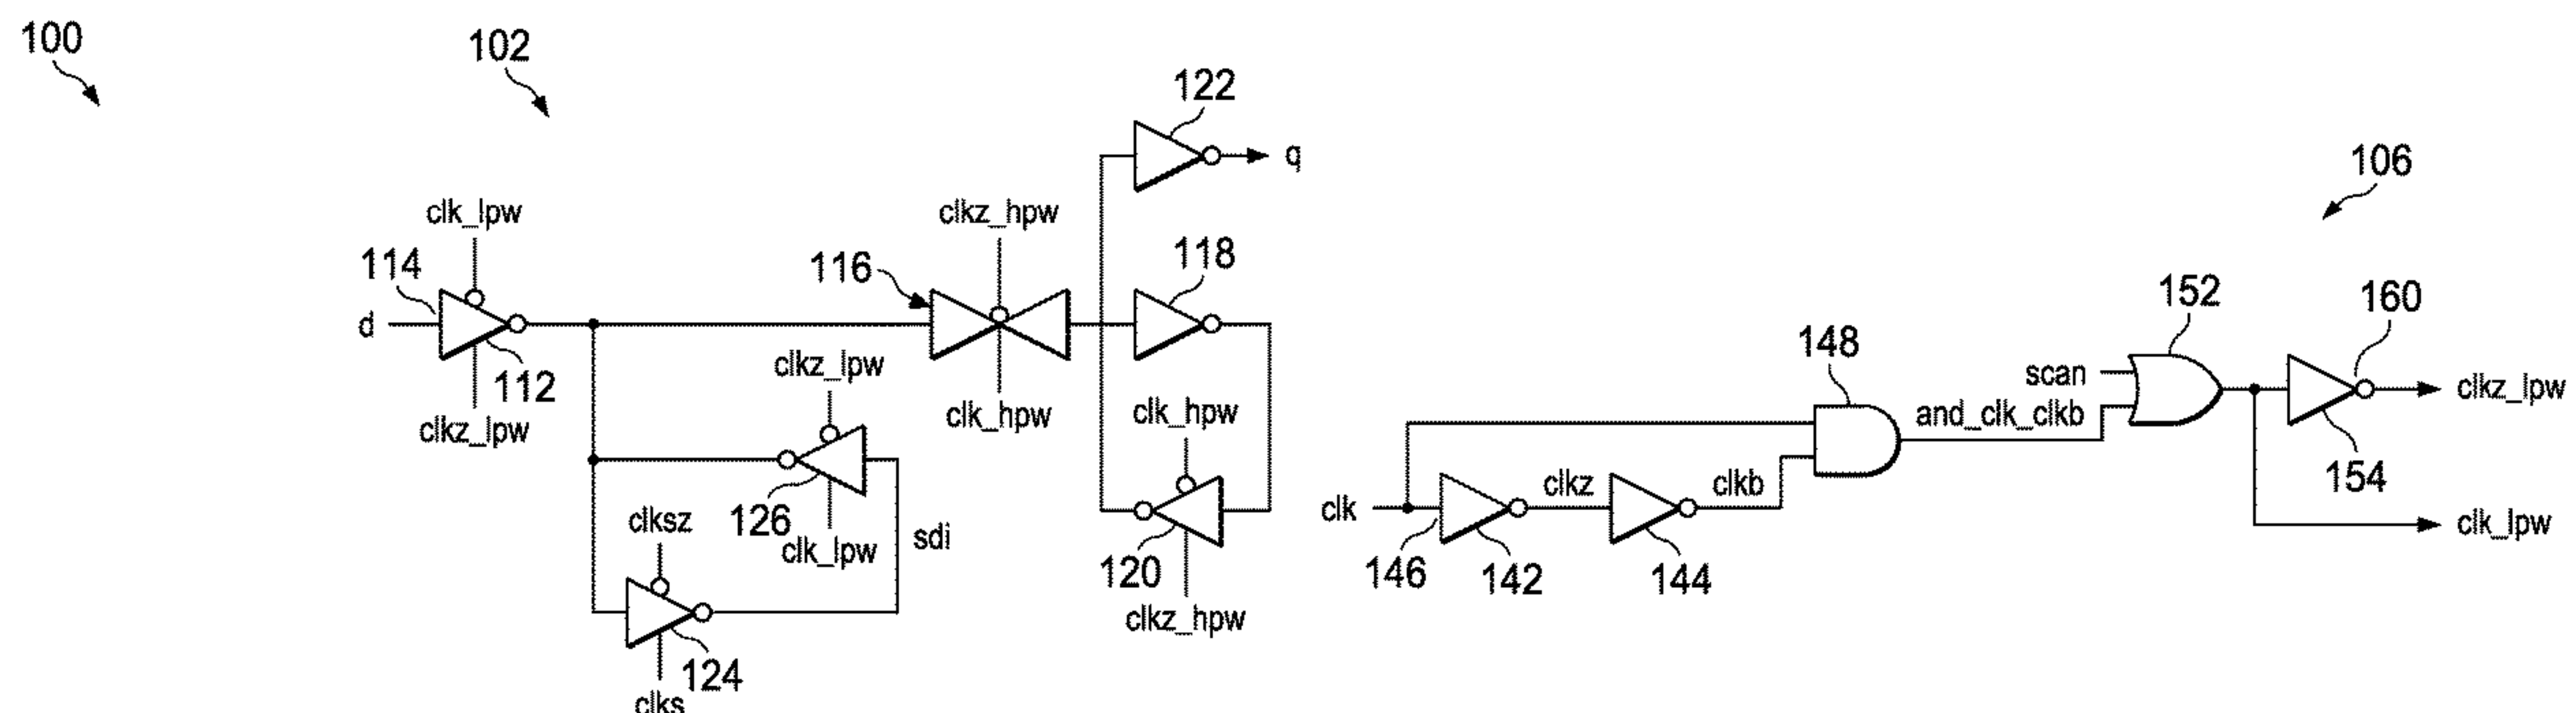 100
102
122
q
106
clk_lpw
clkz_hpw
114
d
116
118
152
160
112
clkz_lpw
clkz_lpw
clk_hpw
clk_hpw
148
scan
and_clk_clkb
clkz_lpw
154
clk
clkz
clkb
clk_lpw
146
142
144
clksz
126
clk_lpw
sdi
120
clkz_hpw
124
clks